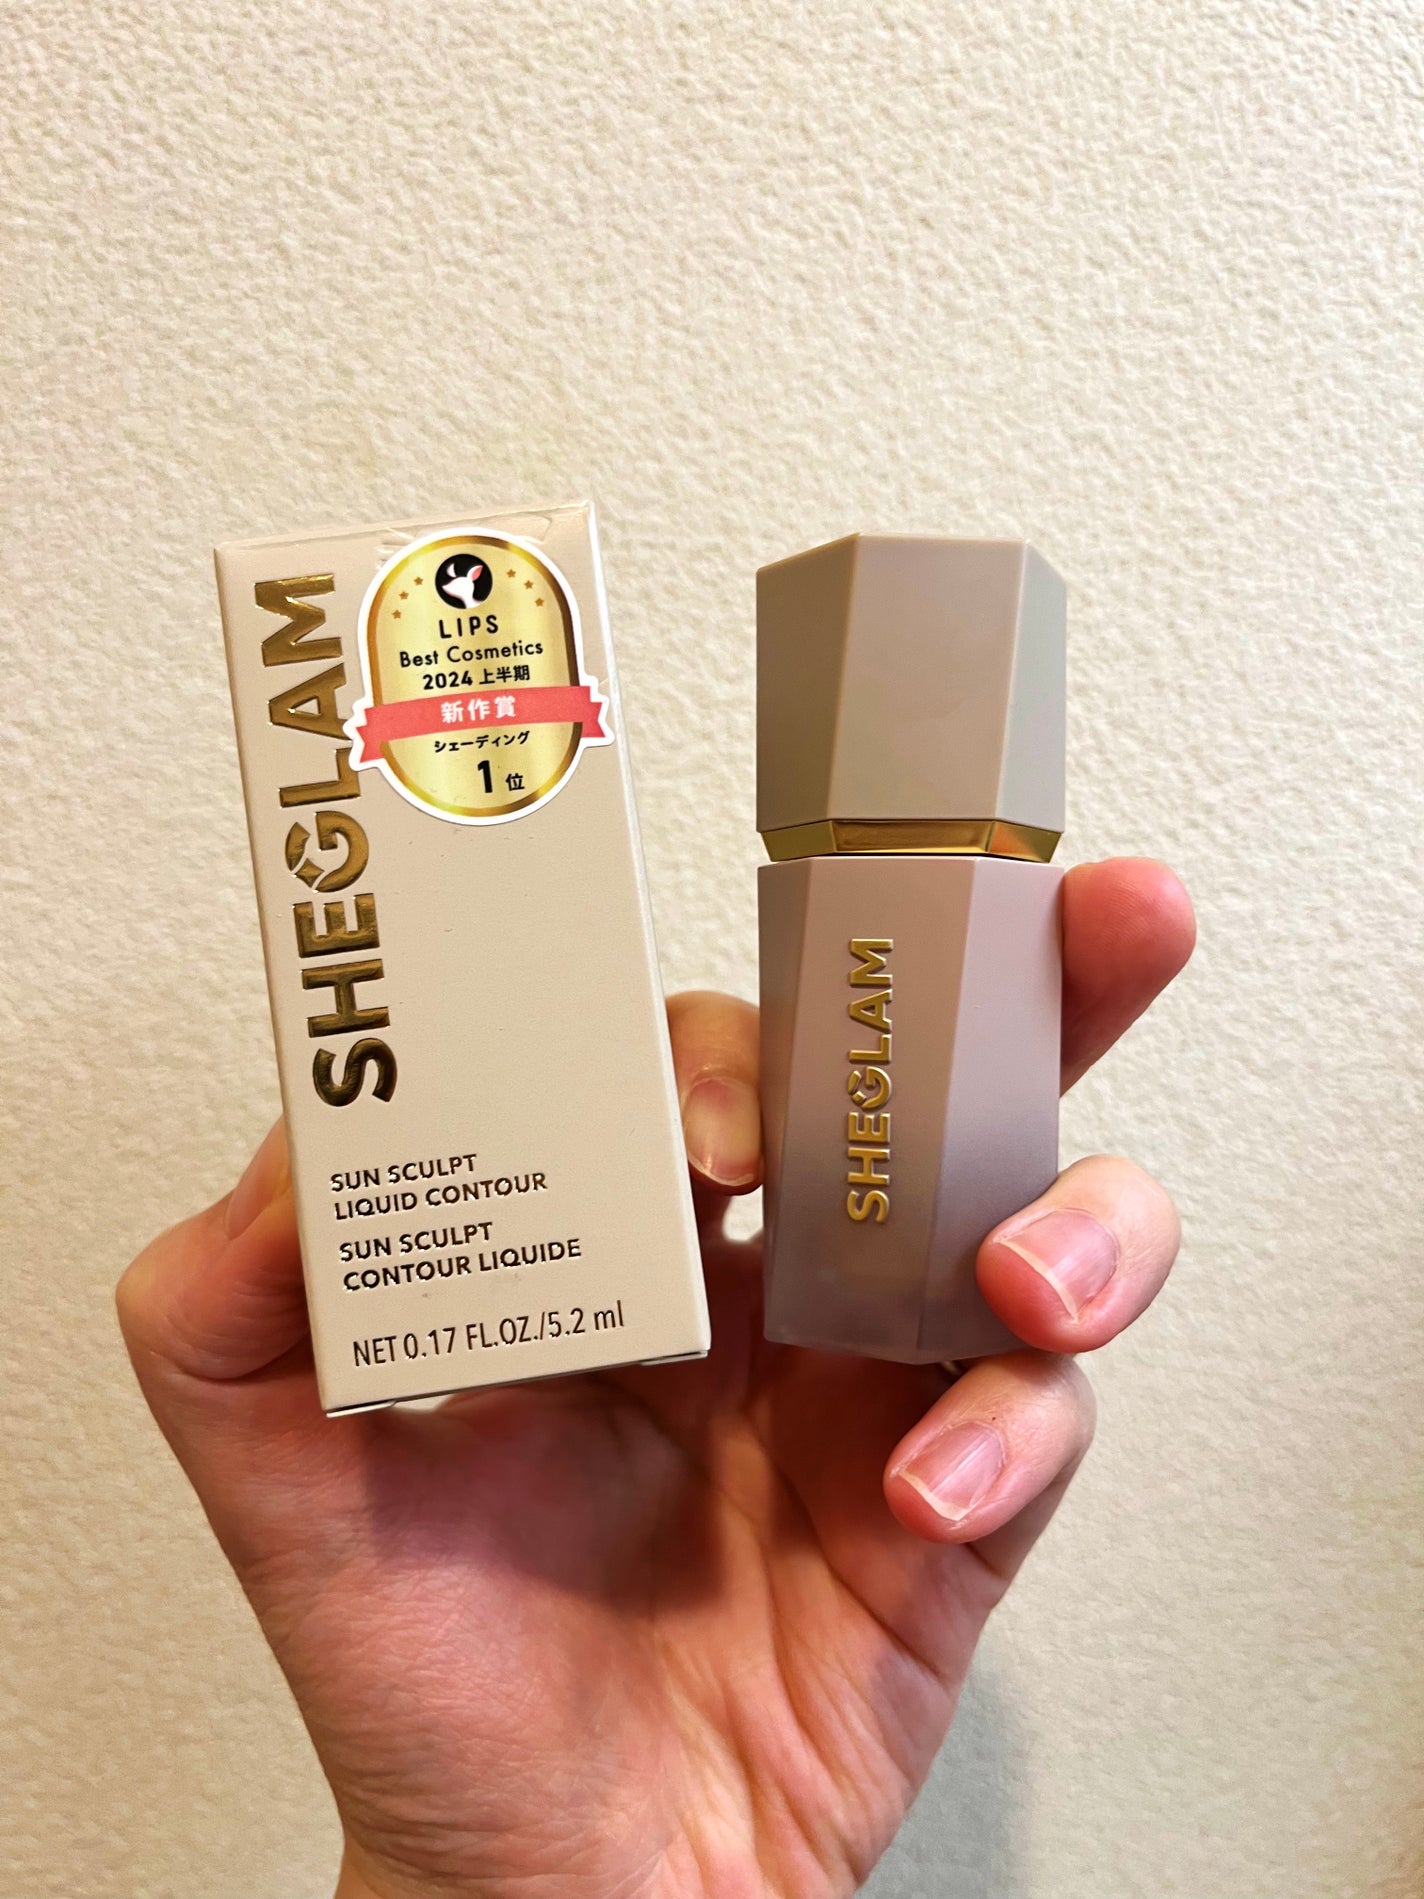 SHEGLAM
LIPS
Best Cosmetics
2024 上半期
新作賞
シェーディング
1位
SUN SCULPT
LIQUID CONTOUR
SUN SCULPT
CONTOUR LIQUIDE
NET 0.17 FL.OZ./5.2 ml
SHEGLAM